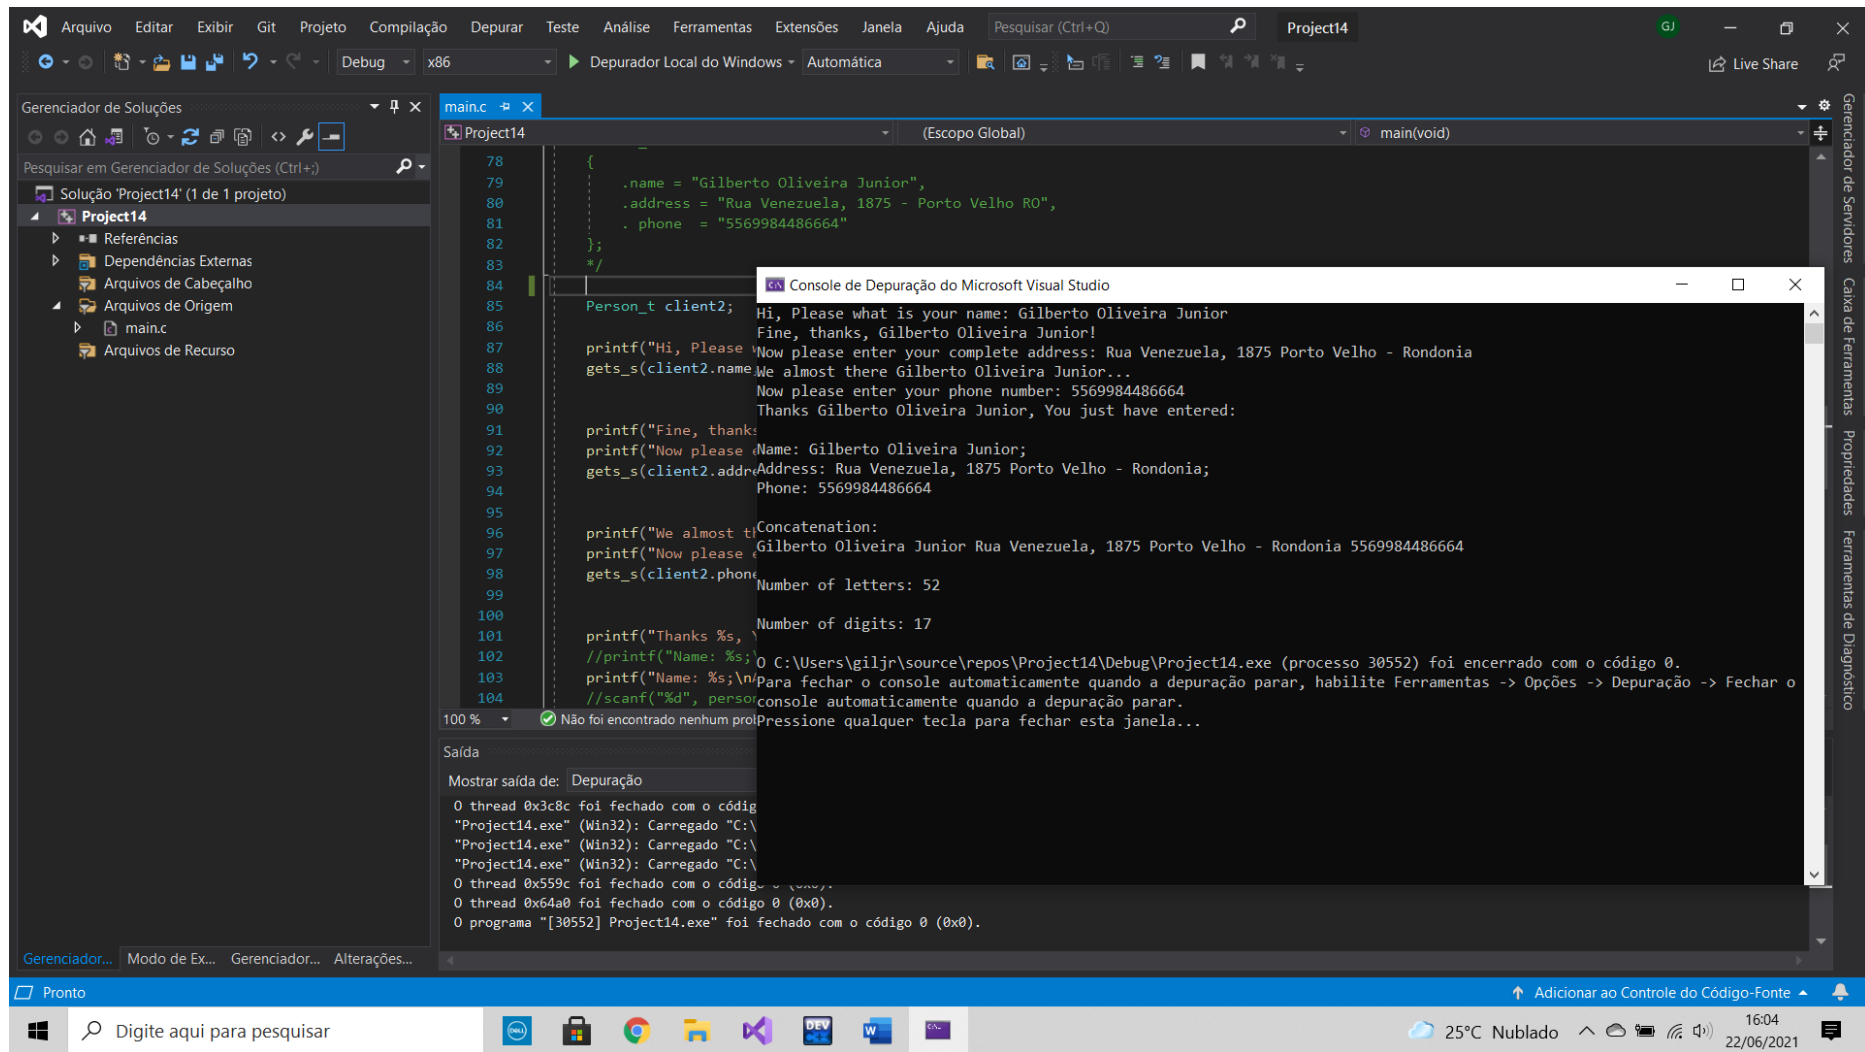 Arquivo Editar Exibir Git Projeto Compilação Depurar Teste Análise Ferramentas Extensões Janela Ajuda Pesquisar (Ctrl+Q) Project14 GJ
Debug x86 Depurador Local do Windows Automática Live Share
Gerenciador de Soluções
Pesquisar em Gerenciador de Soluções (Ctrl+;)
Solução 'Project14' (1 de 1 projeto)
Project14
Referências
Dependências Externas
Arquivos de Cabeçalho
Arquivos de Origem
main.c
Arquivos de Recurso
Gerenciador... Modo de Ex... Gerenciador... Alterações...
main.c
Project14 (Escopo Global) main(void)
78 {
79 .name = "Gilberto Oliveira Junior",
80 .address = "Rua Venezuela, 1875 - Porto Velho RO",
81 . phone = "5569984486664"
82 };
83 */
84
85 Person_t client2;
86
87 printf("Hi, Please w
88 gets_s(client2.name
89
90
91 printf("Fine, thanks
92 printf("Now please e
93 gets_s(client2.addre
94
95
96 printf("We almost th
97 printf("Now please e
98 gets_s(client2.phone
99
100
101 printf("Thanks %s, Y
102 //printf("Name: %s;\
103 printf("Name: %s;\nA
104 //scanf("%d", person
100 % Não foi encontrado nenhum prob
Console de Depuração do Microsoft Visual Studio
Hi, Please what is your name: Gilberto Oliveira Junior
Fine, thanks, Gilberto Oliveira Junior!
Now please enter your complete address: Rua Venezuela, 1875 Porto Velho - Rondonia
We almost there Gilberto Oliveira Junior...
Now please enter your phone number: 5569984486664
Thanks Gilberto Oliveira Junior, You just have entered:
Name: Gilberto Oliveira Junior;
Address: Rua Venezuela, 1875 Porto Velho - Rondonia;
Phone: 5569984486664
Concatenation:
Gilberto Oliveira Junior Rua Venezuela, 1875 Porto Velho - Rondonia 5569984486664
Number of letters: 52
Number of digits: 17
O C:\Users\giljr\source\repos\Project14\Debug\Project14.exe (processo 30552) foi encerrado com o código 0.
Para fechar o console automaticamente quando a depuração parar, habilite Ferramentas -> Opções -> Depuração -> Fechar o
console automaticamente quando a depuração parar.
Pressione qualquer tecla para fechar esta janela...
Saída
Mostrar saída de: Depuração
O thread 0x3c8c foi fechado com o códig
"Project14.exe" (Win32): Carregado "C:\
"Project14.exe" (Win32): Carregado "C:\
"Project14.exe" (Win32): Carregado "C:\
O thread 0x559c foi fechado com o códig
O thread 0x64a0 foi fechado com o código 0 (0x0).
O programa "[30552] Project14.exe" foi fechado com o código 0 (0x0).
Gerenciador de Servidores
Caixa de Ferramentas
Propriedades
Ferramentas de Diagnóstico
Pronto Adicionar ao Controle do Código-Fonte
Digite aqui para pesquisar DELL DEV C++ W C:\. 25°C Nublado 16:04
22/06/2021